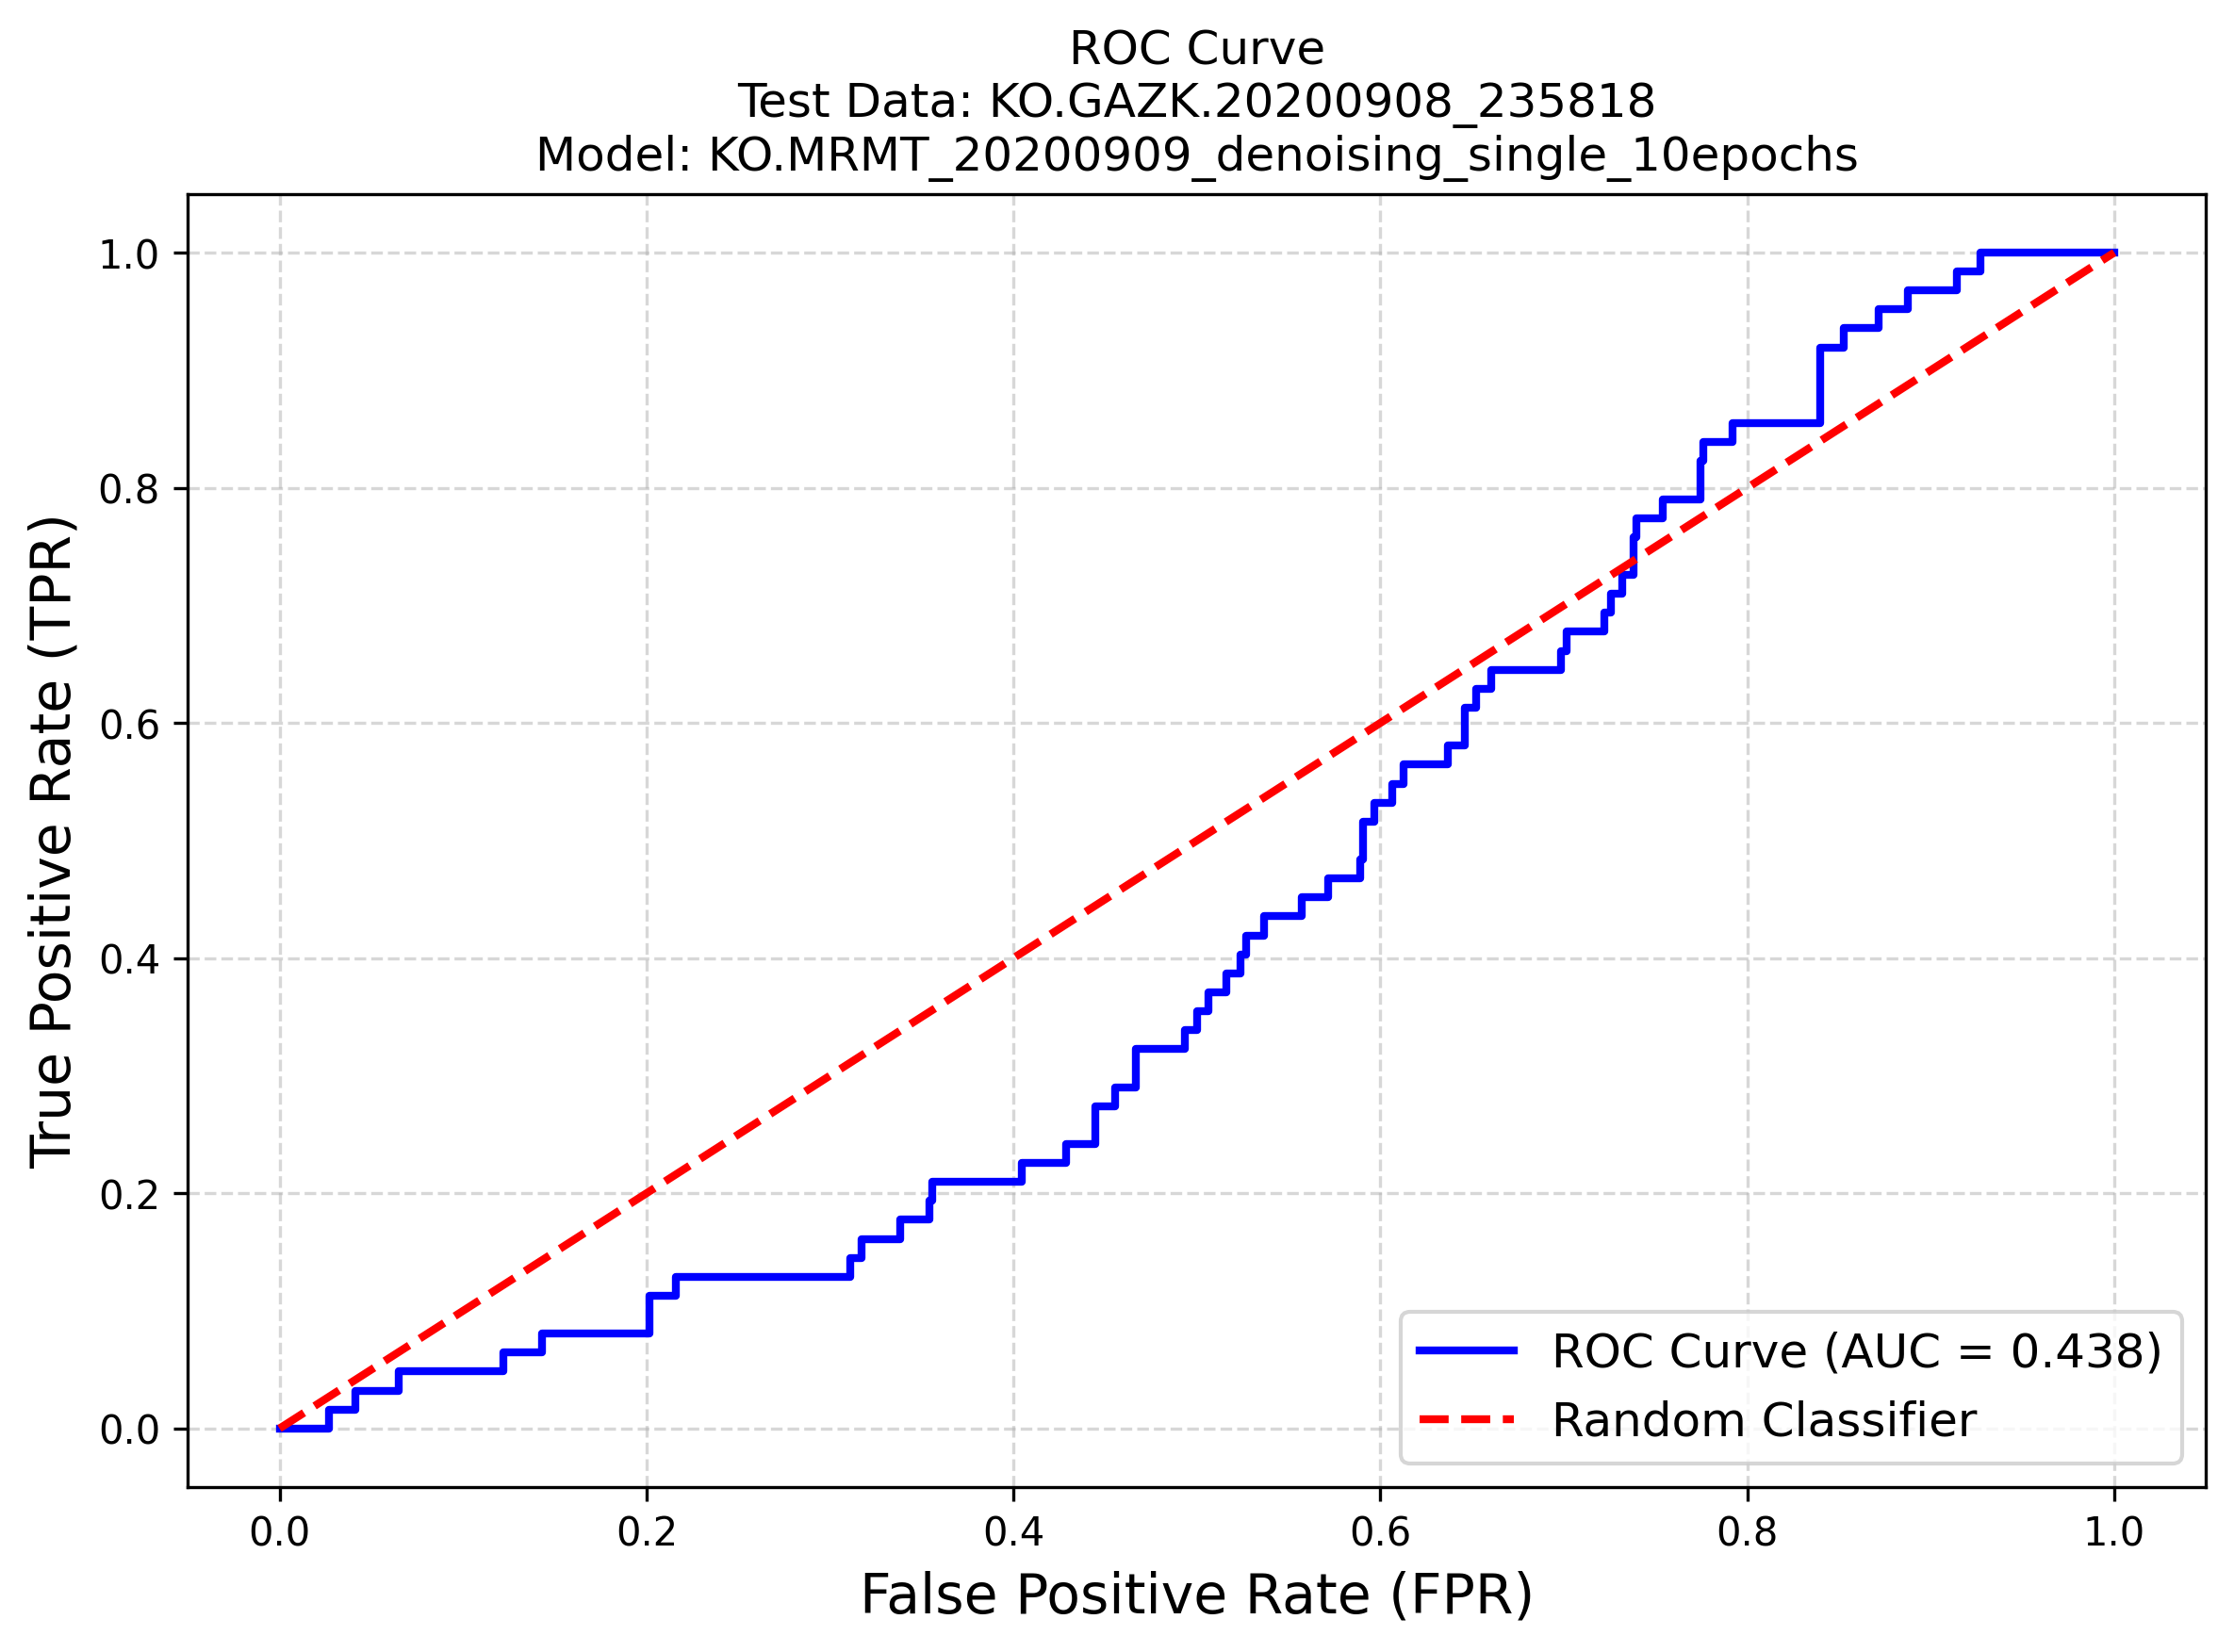 ROC Curve
Test Data: KO.GAZK.20200908_235818
Model: KO.MRMT_20200909_denoising_single_10epochs
1.0
0.8
0.6
0.4
0.2
0.0
True Positive Rate (TPR)
ROC Curve (AUC = 0.438)
Random Classifier
0.0 0.2 0.4 0.6 0.8 1.0
False Positive Rate (FPR)